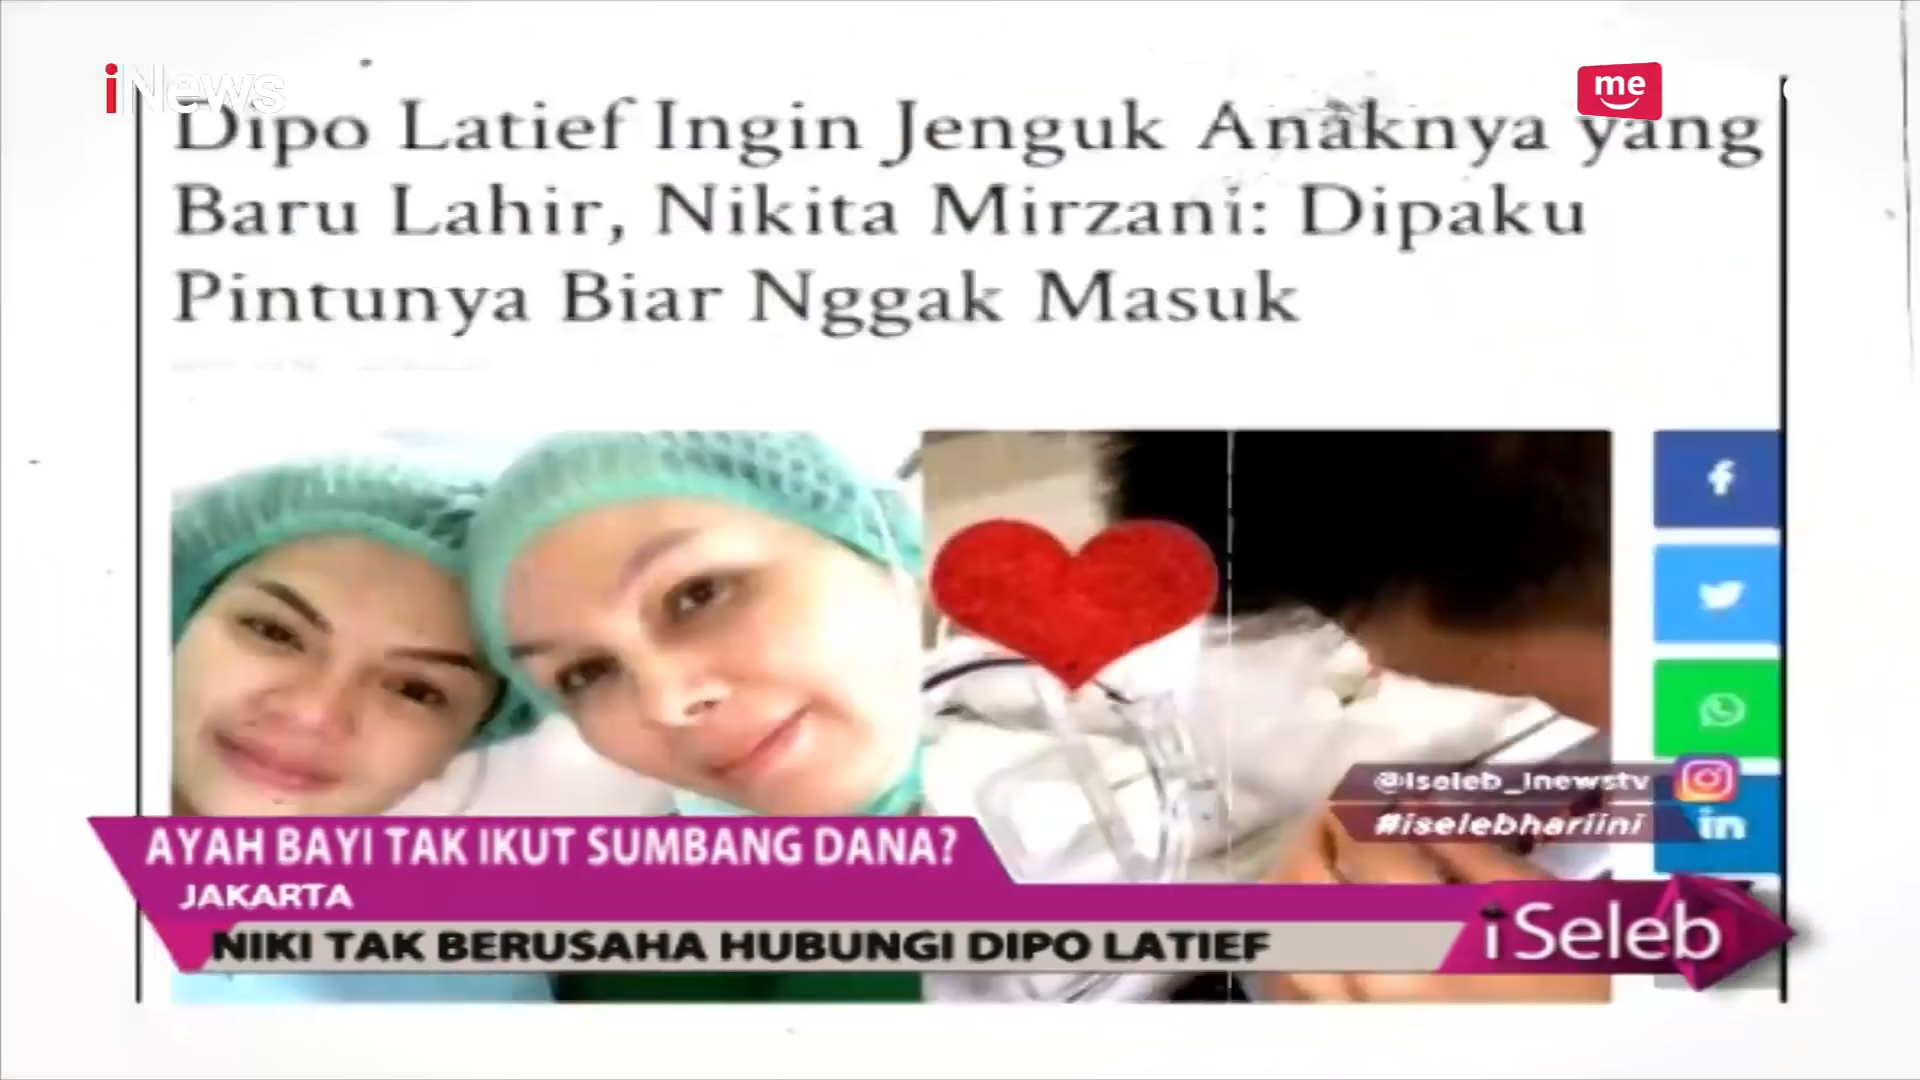 iNews
me
Dipo Latief Ingin Jenguk Anaknya yang
Baru Lahir, Nikita Mirzani: Dipaku
Pintunya Biar Nggak Masuk
@iseleb_inewstv
#iselebhariini
in
AYAH BAYI TAK IKUT SUMBANG DANA?
JAKARTA
NIKI TAK BERUSAHA HUBUNGI DIPO LATIEF
iSeleb